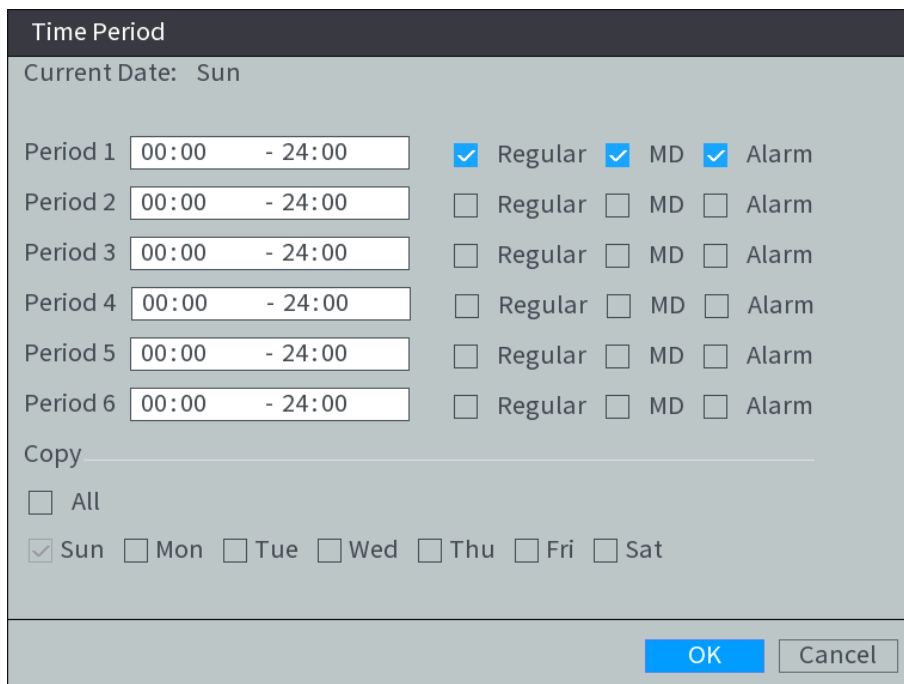 Time Period
Current Date: Sun
Period 1 00:00 - 24:00 Regular MD Alarm
Period 2 00:00 - 24:00 Regular MD Alarm
Period 3 00:00 - 24:00 Regular MD Alarm
Period 4 00:00 - 24:00 Regular MD Alarm
Period 5 00:00 - 24:00 Regular MD Alarm
Period 6 00:00 - 24:00 Regular MD Alarm
Copy
All
Sun Mon Tue Wed Thu Fri Sat
OK Cancel